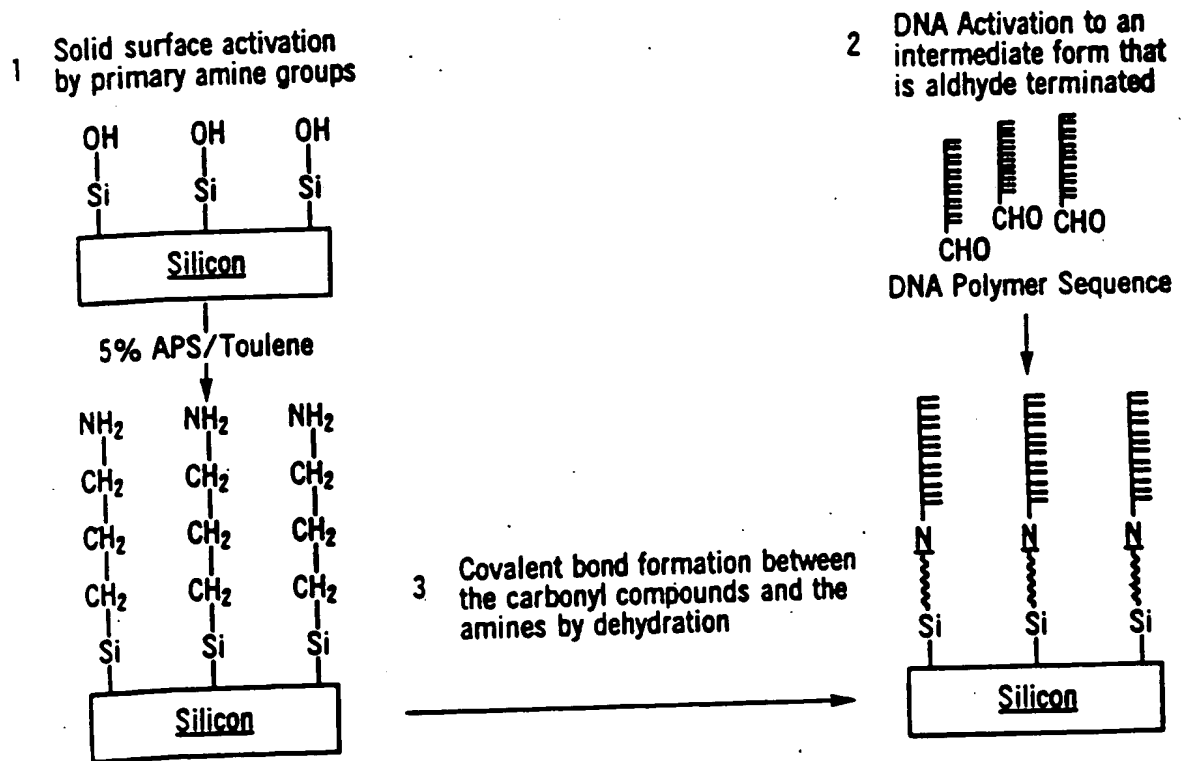 1 Solid surface activation
by primary amine groups
OH OH OH
Si Si Si
Silicon
5% APS/Toulene
NH2 NH2 NH2
CH2 CH2 CH2
CH2 CH2 CH2
CH2 CH2 CH2
Si Si Si
Silicon
2 DNA Activation to an
intermediate form that
is aldhyde terminated
CHO CHO CHO
DNA Polymer Sequence
3 Covalent bond formation between
the carbonyl compounds and the
amines by dehydration
N N N
Si Si Si
Silicon